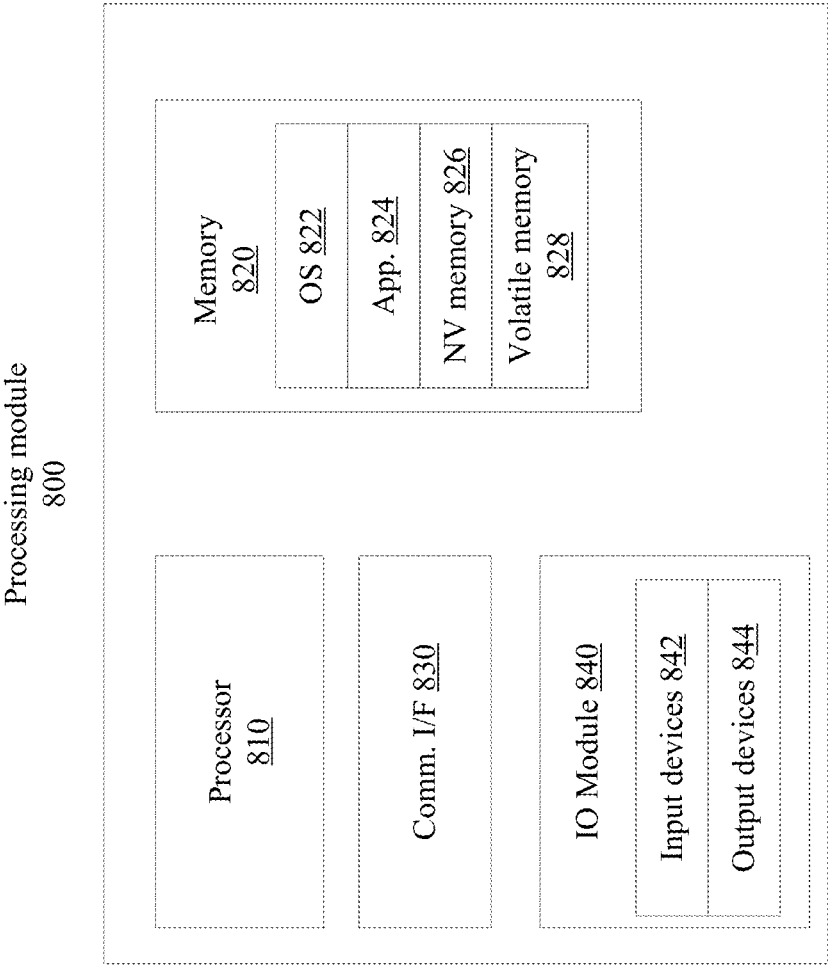 Processing module
800
Processor
810
Comm. I/F 830
IO Module 840
Input devices 842
Output devices 844
Memory
820
OS 822
App. 824
NV memory 826
Volatile memory
828